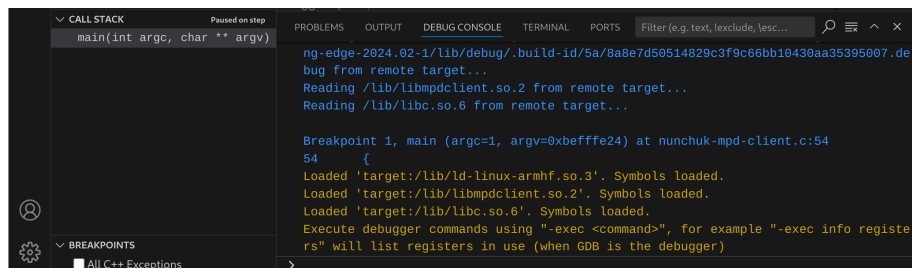 CALL STACK
Paused on step
main(int argc, char ** argv)
BREAKPOINTS
All C++ Exceptions
PROBLEMS OUTPUT DEBUG CONSOLE TERMINAL PORTS
Filter (e.g. text, !exclude, \esc...
ng-edge-2024.02-1/lib/debug/.build-id/5a/8a8e7d50514829c3f9c66bb10430aa35395007.de
bug from remote target...
Reading /lib/libmpdclient.so.2 from remote target...
Reading /lib/libc.so.6 from remote target...
Breakpoint 1, main (argc=1, argv=0xbefffe24) at nunchuk-mpd-client.c:54
54 {
Loaded 'target:/lib/ld-linux-armhf.so.3'. Symbols loaded.
Loaded 'target:/lib/libmpdclient.so.2'. Symbols loaded.
Loaded 'target:/lib/libc.so.6'. Symbols loaded.
Execute debugger commands using "-exec <command>", for example "-exec info registe
rs" will list registers in use (when GDB is the debugger)
>